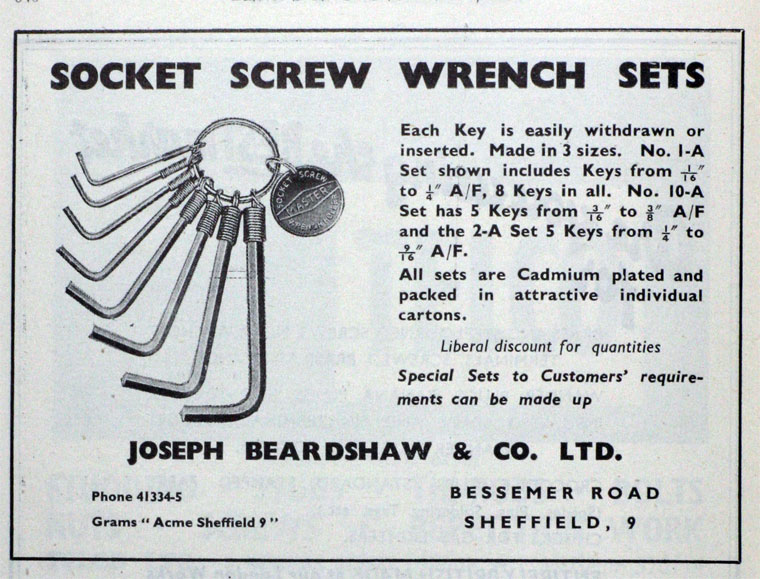 SOCKET SCREW WRENCH SETS
Each Key is easily withdrawn or
inserted. Made in 3 sizes. No. 1-A
Set shown includes Keys from 1/16"
to 1/4" A/F, 8 Keys in all. No. 10-A
Set has 5 Keys from 3/16" to 3/8" A/F
and the 2-A Set 5 Keys from 1/4" to
9/16" A/F.
All sets are Cadmium plated and
packed in attractive individual
cartons.
Liberal discount for quantities
Special Sets to Customers' require-
ments can be made up
SOCKET SCREW
MASTER
JOSEPH BEARDSHAW & CO. LTD.
Phone 41334-5
Grams "Acme Sheffield 9"
BESSEMER ROAD
SHEFFIELD, 9